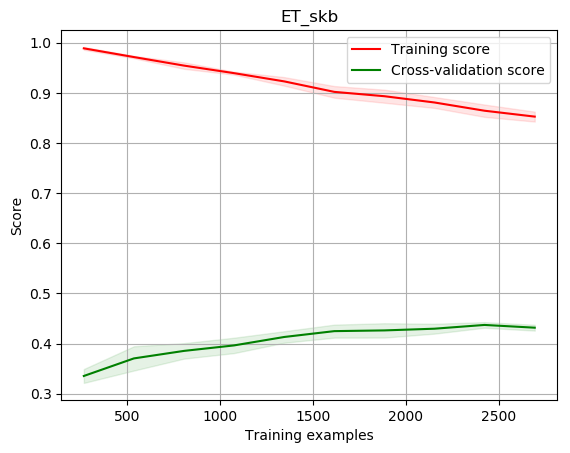 ET_skb
Training score
Cross-validation score
Score
1.0
0.9
0.8
0.7
0.6
0.5
0.4
0.3
500
1000
1500
2000
2500
Training examples